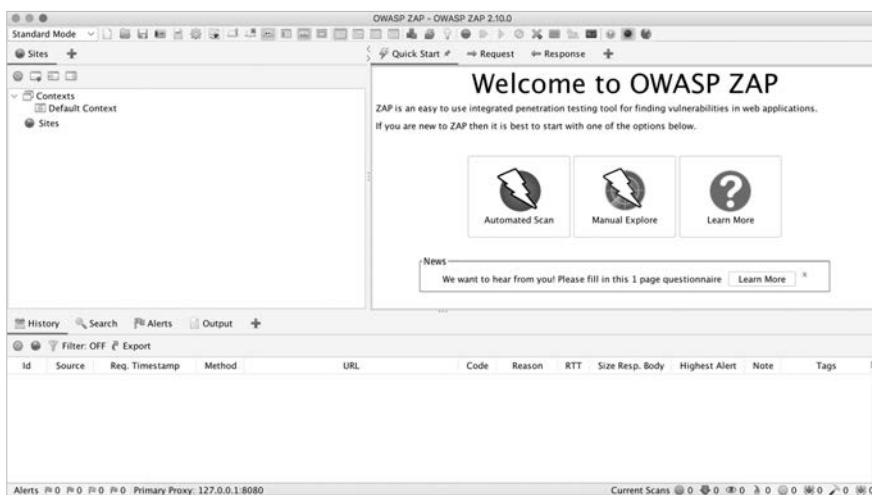 OWASP ZAP - OWASP ZAP 2.10.0
Standard Mode
Sites
Quick Start
Request
Response
Contexts
Default Context
Sites
Welcome to OWASP ZAP
ZAP is an easy to use integrated penetration testing tool for finding vulnerabilities in web applications.
If you are new to ZAP then it is best to start with one of the options below.
Automated Scan
Manual Explore
Learn More
News
We want to hear from you! Please fill in this 1 page questionnaire
Learn More
x
History
Search
Alerts
Output
Filter: OFF
Export
Id Source Req. Timestamp Method URL Code Reason RTT Size Resp. Body Highest Alert Note Tags
Alerts 0 0 0 0 Primary Proxy: 127.0.0.1:8080
Current Scans 0 0 0 0 0 0 0 0